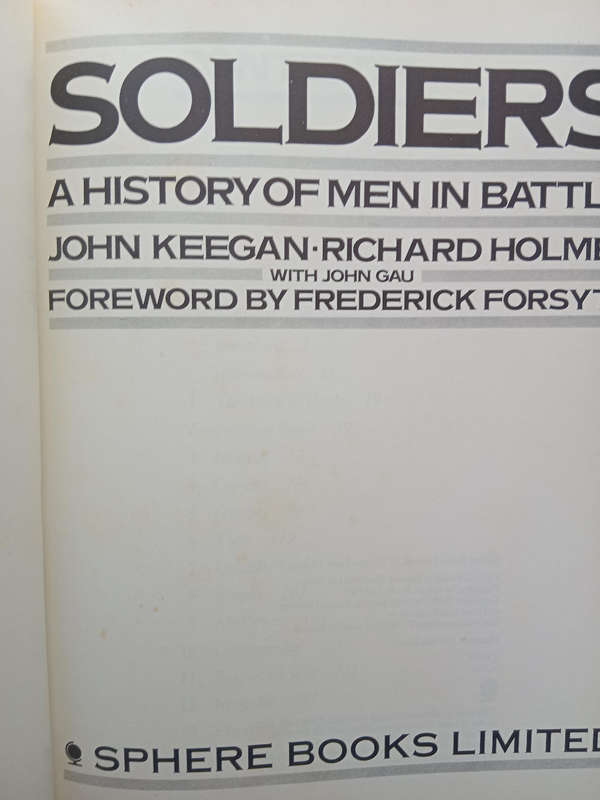 SOLDIERS
A HISTORY OF MEN IN BATTL
JOHN KEEGAN·RICHARD HOLME
WITH JOHN GAU
FOREWORD BY FREDERICK FORSYT
SPHERE BOOKS LIMITED